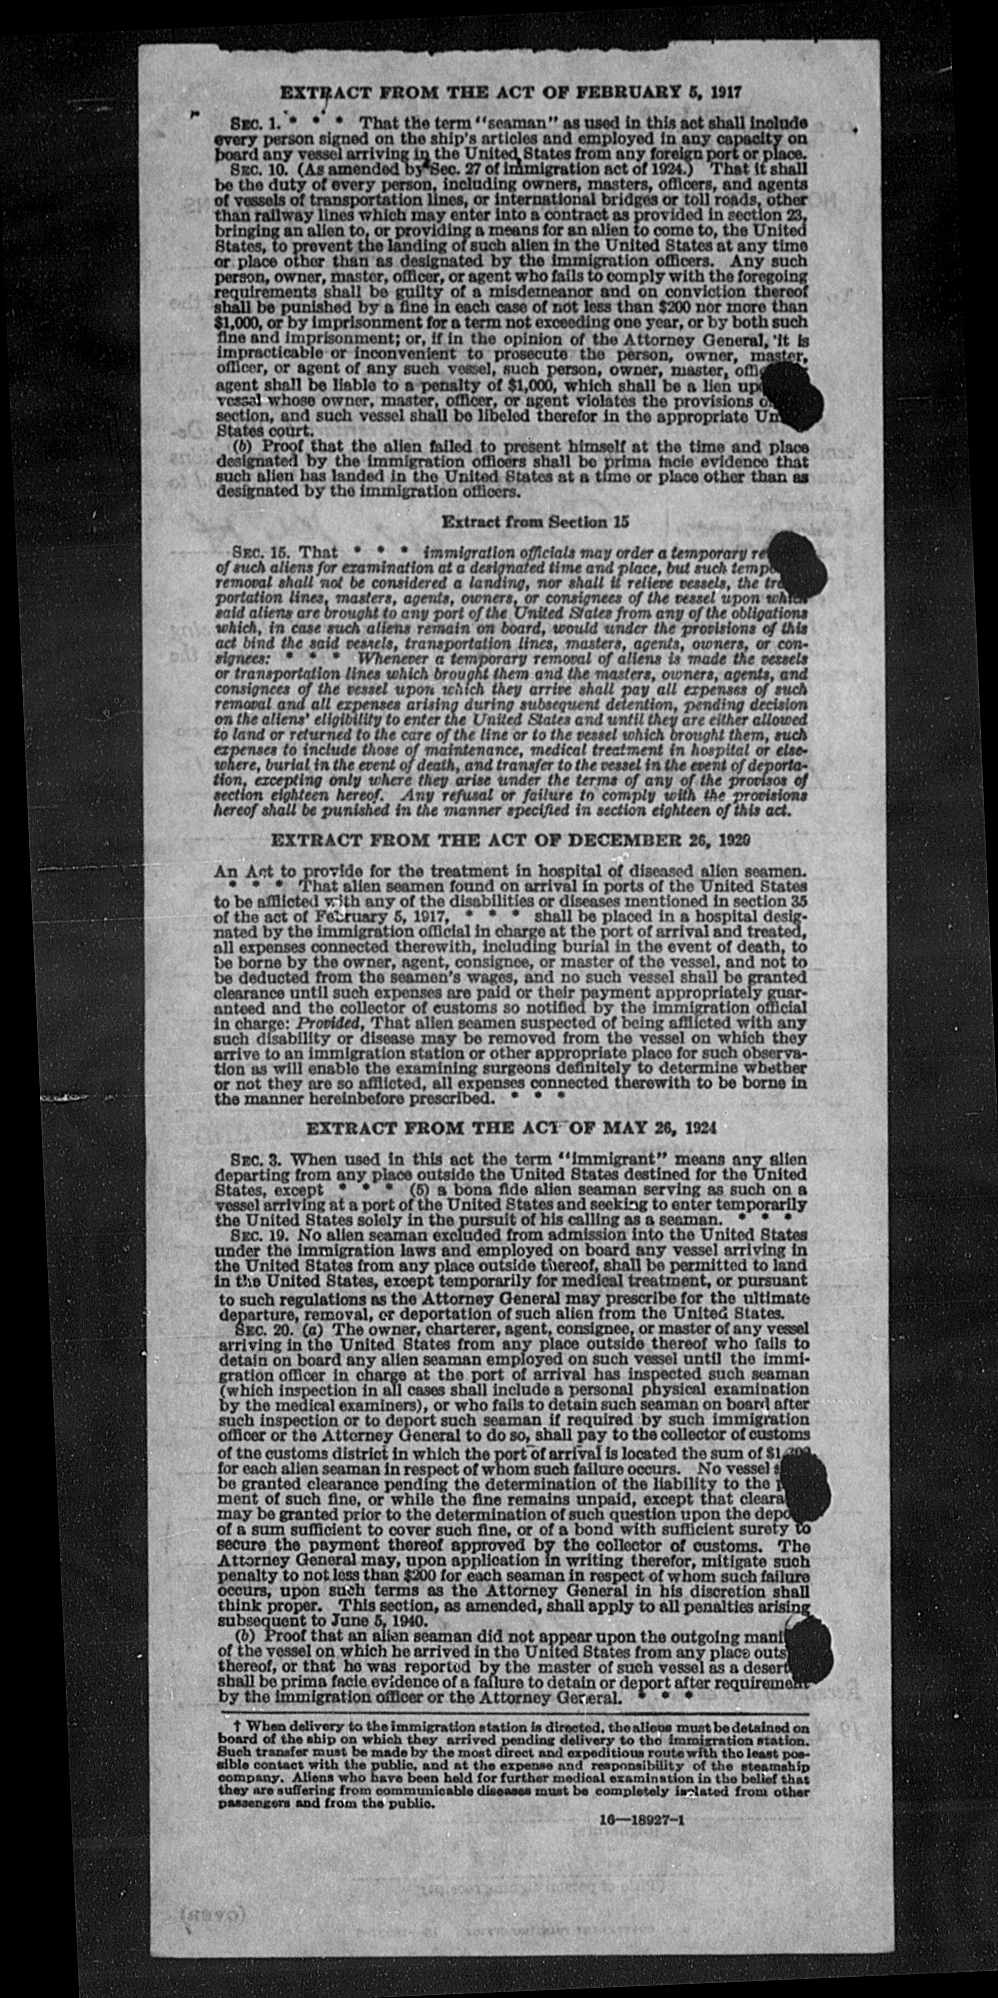 EXTRACT FROM THE ACT OF FEBRUARY 5, 1917
SEC. 1. * * * That the term "seaman" as used in this act shall include
every person signed on the ship's articles and employed in any capacity on
board any vessel arriving in the United States from any foreign port or place.
SEC. 10. (As amended by Sec. 27 of immigration act of 1924.) That it shall
be the duty of every person, including owners, masters, officers, and agents
of vessels of transportation lines, or international bridges or toll roads, other
than railway lines which may enter into a contract as provided in section 23,
bringing an alien to, or providing a means for an alien to come to, the United
States, to prevent the landing of such alien in the United States at any time
or place other than as designated by the immigration officers. Any such
person, owner, master, officer, or agent who fails to comply with the foregoing
requirements shall be guilty of a misdemeanor and on conviction thereof
shall be punished by a fine in each case of not less than $200 nor more than
$1,000, or by imprisonment for a term not exceeding one year, or by both such
fine and imprisonment; or, if in the opinion of the Attorney General, it is
impracticable or inconvenient to prosecute the person, owner, master,
officer, or agent of any such vessel, such person, owner, master,
agent shall be liable to a penalty of $1,000, which shall be a lien
vessel whose owner, master, officer, or agent violates the provisions
section, and such vessel shall be libeled therefor in the appropriate
States court.
(b) Proof that the alien failed to present himself at the time and place
designated by the immigration officers shall be prima facie evidence that
such alien has landed in the United States at a time or place other than as
designated by the immigration officers.
Extract from Section 15
SEC. 15. That * * * immigration officials may order a temporary
of such aliens for examination at a designated time and place, but such
removal shall not be considered a landing, nor shall it relieve vessels, the
portation lines, masters, agents, owners, or consignees of the vessel upon which
said aliens are brought to any port of the United States from any of the obligations
which, in case such aliens remain on board, would under the provisions of this
act bind the said vessels, transportation lines, masters, agents, owners, or con-
signees: * * * Whenever a temporary removal of aliens is made the vessels
or transportation lines which brought them and the masters, owners, agents, and
consignees of the vessel upon which they arrive shall pay all expenses of such
removal and all expenses arising during subsequent detention, pending decision
on the aliens' eligibility to enter the United States and until they are either allowed
to land or returned to the care of the line or to the vessel which brought them, such
expenses to include those of maintenance, medical treatment in hospital or else-
where, burial in the event of death, and transfer to the vessel in the event of deporta-
tion, excepting only where they arise under the terms of any of the provisos of
section eighteen hereof. Any refusal or failure to comply with the provisions
hereof shall be punished in the manner specified in section eighteen of this act.
EXTRACT FROM THE ACT OF DECEMBER 26, 1920
An Act to provide for the treatment in hospital of diseased alien seamen.
* * * That alien seamen found on arrival in ports of the United States
to be afflicted with any of the disabilities or diseases mentioned in section 35
of the act of February 5, 1917, * * * shall be placed in a hospital desig-
nated by the immigration official in charge at the port of arrival and treated,
all expenses connected therewith, including burial in the event of death, to
be borne by the owner, agent, consignee, or master of the vessel, and not to
be deducted from the seamen's wages, and no such vessel shall be granted
clearance until such expenses are paid or their payment appropriately guar-
anteed and the collector of customs so notified by the immigration official
in charge: Provided, That alien seamen suspected of being afflicted with any
such disability or disease may be removed from the vessel on which they
arrive to an immigration station or other appropriate place for such observa-
tion as will enable the examining surgeons definitely to determine whether
or not they are so afflicted, all expenses connected therewith to be borne in
the manner hereinbefore prescribed. * * *
EXTRACT FROM THE ACT OF MAY 26, 1924
SEC. 3. When used in this act the term "immigrant" means any alien
departing from any place outside the United States destined for the United
States, except * * * (5) a bona fide alien seaman serving as such on a
vessel arriving at a port of the United States and seeking to enter temporarily
the United States solely in the pursuit of his calling as a seaman. * * *
SEC. 19. No alien seaman excluded from admission into the United States
under the immigration laws and employed on board any vessel arriving in
the United States from any place outside thereof, shall be permitted to land
in the United States, except temporarily for medical treatment, or pursuant
to such regulations as the Attorney General may prescribe for the ultimate
departure, removal, or deportation of such alien from the United States.
SEC. 20. (a) The owner, charterer, agent, consignee, or master of any vessel
arriving in the United States from any place outside thereof who fails to
detain on board any alien seaman employed on such vessel until the immi-
gration officer in charge at the port of arrival has inspected such seaman
(which inspection in all cases shall include a personal physical examination
by the medical examiners), or who fails to detain such seaman on board after
such inspection or to deport such seaman if required by such immigration
officer or the Attorney General to do so, shall pay to the collector of customs
of the customs district in which the port of arrival is located the sum of
for each alien seaman in respect of whom such failure occurs. No vessel
be granted clearance pending the determination of the liability to the
ment of such fine, or while the fine remains unpaid, except that
may be granted prior to the determination of such question upon the
of a sum sufficient to cover such fine, or of a bond with sufficient surety to
secure the payment thereof approved by the collector of customs. The
Attorney General may, upon application in writing therefor, mitigate such
penalty to not less than $200 for each seaman in respect of whom such failure
occurs, upon such terms as the Attorney General in his discretion shall
think proper. This section, as amended, shall apply to all penalties arising
subsequent to June 5, 1940.
(b) Proof that an alien seaman did not appear upon the outgoing
of the vessel on which he arrived in the United States from any place
thereof, or that he was reported by the master of such vessel as a
shall be prima facie evidence of a failure to detain or deport after requirement
by the immigration officer or the Attorney General. * * *
† When delivery to the immigration station is directed, the aliens must be detained on
board of the ship on which they arrived pending delivery to the immigration station.
Such transfer must be made by the most direct and expeditious route with the least pos-
sible contact with the public, and at the expense and responsibility of the steamship
company. Aliens who have been held for further medical examination in the belief that
they are suffering from communicable diseases must be completely isolated from other
passengers and from the public.
16—18927-1